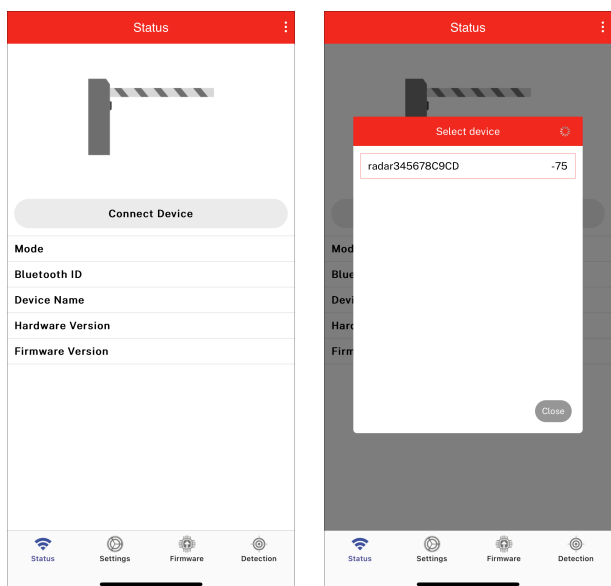 Status
Connect Device
Mode
Bluetooth ID
Device Name
Hardware Version
Firmware Version
Status Settings Firmware Detection
Status
Select device
radar345678C9CD -75
Mod
Blue
Devi
Hard
Firm
Close
Status Settings Firmware Detection